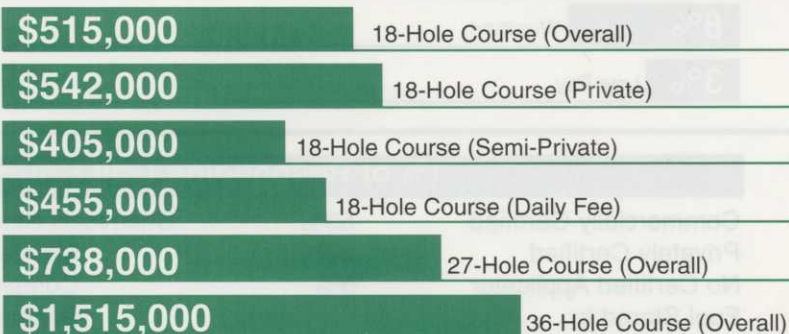 $515,000 18-Hole Course (Overall)
$542,000 18-Hole Course (Private)
$405,000 18-Hole Course (Semi-Private)
$455,000 18-Hole Course (Daily Fee)
$738,000 27-Hole Course (Overall)
$1,515,000 36-Hole Course (Overall)